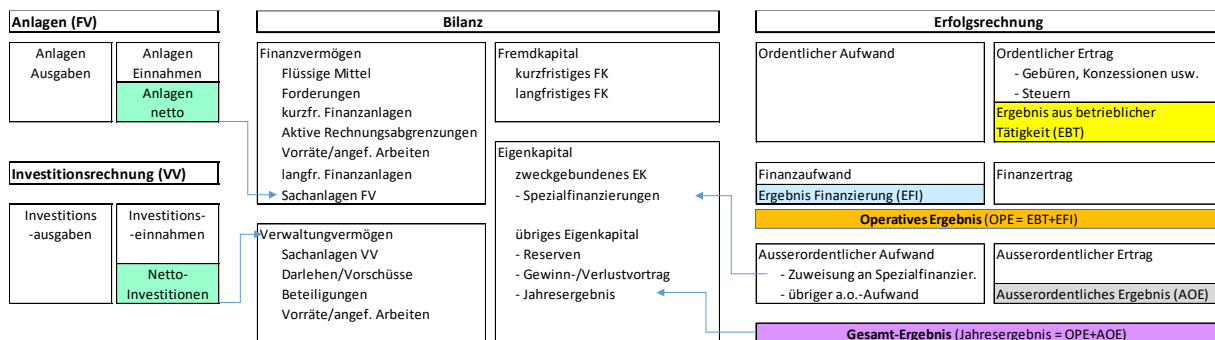 Anlagen (FV)
Anlagen
Ausgaben
Anlagen
Einnahmen
Anlagen
netto
Investitionsrechnung (VV)
Investitions
-ausgaben
Investitions-
-einnahmen
Netto-
Investitionen
Bilanz
Finanzvermögen
Flüssige Mittel
Forderungen
kurzfr. Finanzanlagen
Aktive Rechnungsabgrenzungen
Vorräte/angef. Arbeiten
langfr. Finanzanlagen
Sachanlagen FV
Verwaltungvermögen
Sachanlagen VV
Darlehen/Vorschüsse
Beteiligungen
Vorräte/angef. Arbeiten
Fremdkapital
kurzfristiges FK
langfristiges FK
Eigenkapital
zweckgebundenes EK
- Spezialfinanzierungen
übriges Eigenkapital
- Reserven
- Gewinn-/Verlustvortrag
- Jahresergebnis
Erfolgsrechnung
Ordentlicher Aufwand
Ordentlicher Ertrag
- Gebüren, Konzessionen usw.
- Steuern
Ergebnis aus betrieblicher
Tätigkeit (EBT)
Finanzaufwand
Ergebnis Finanzierung (EFI)
Finanzertrag
Operatives Ergebnis (OPE = EBT+EFI)
Ausserordentlicher Aufwand
- Zuweisung an Spezialfinanzier.
- übriger a.o.-Aufwand
Ausserordentlicher Ertrag
Ausserordentliches Ergebnis (AOE)
Gesamt-Ergebnis (Jahresergebnis = OPE+AOE)